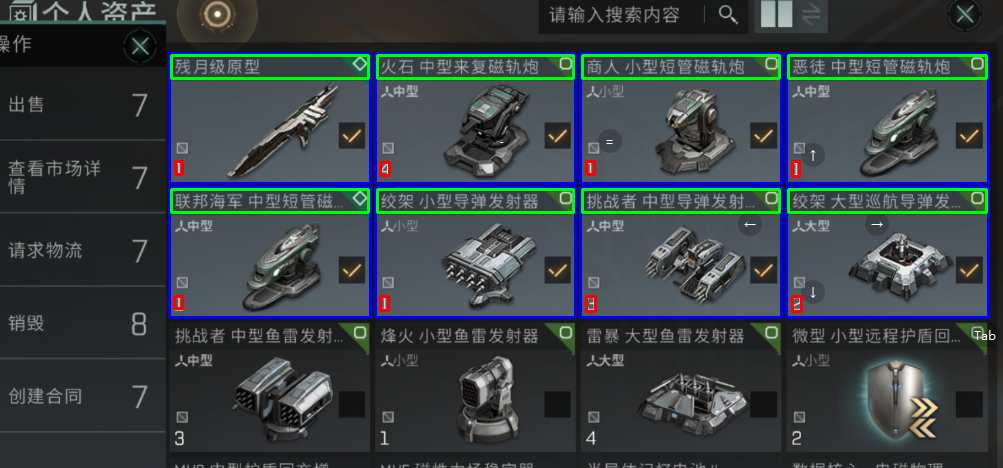 个人资产
请输入搜索内容
操作
出售 7
查看市场详情 7
请求物流 7
销毁 8
创建合同 7
残月级原型
1
火石 中型来复磁轨炮
中型
4
商人 小型短管磁轨炮
小型
=
1
恶徒 中型短管磁轨炮
中型
↑
1
联邦海军 中型短管磁...
中型
1
绞架 小型导弹发射器
小型
1
挑战者 中型导弹发射...
中型
←
3
绞架 大型巡航导弹发...
大型
→
↓
2
挑战者 中型鱼雷发射...
中型
3
烽火 小型鱼雷发射器
小型
1
雷暴 大型鱼雷发射器
大型
4
微型 小型远程护盾回...
Tab
小型
2